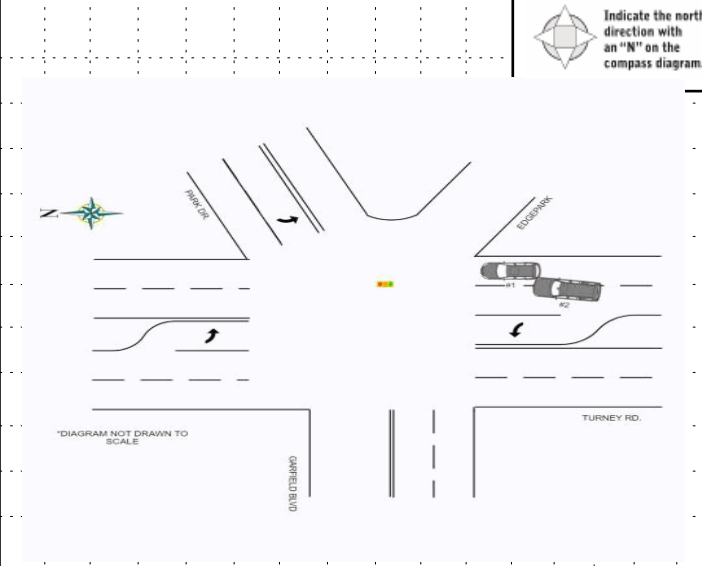 Indicate the north
direction with
an "N" on the
compass diagram.
PARK DR.
EDGEPARK
N
#1
#2
"DIAGRAM NOT DRAWN TO
SCALE
TURNEY RD.
GARFIELD BLVD